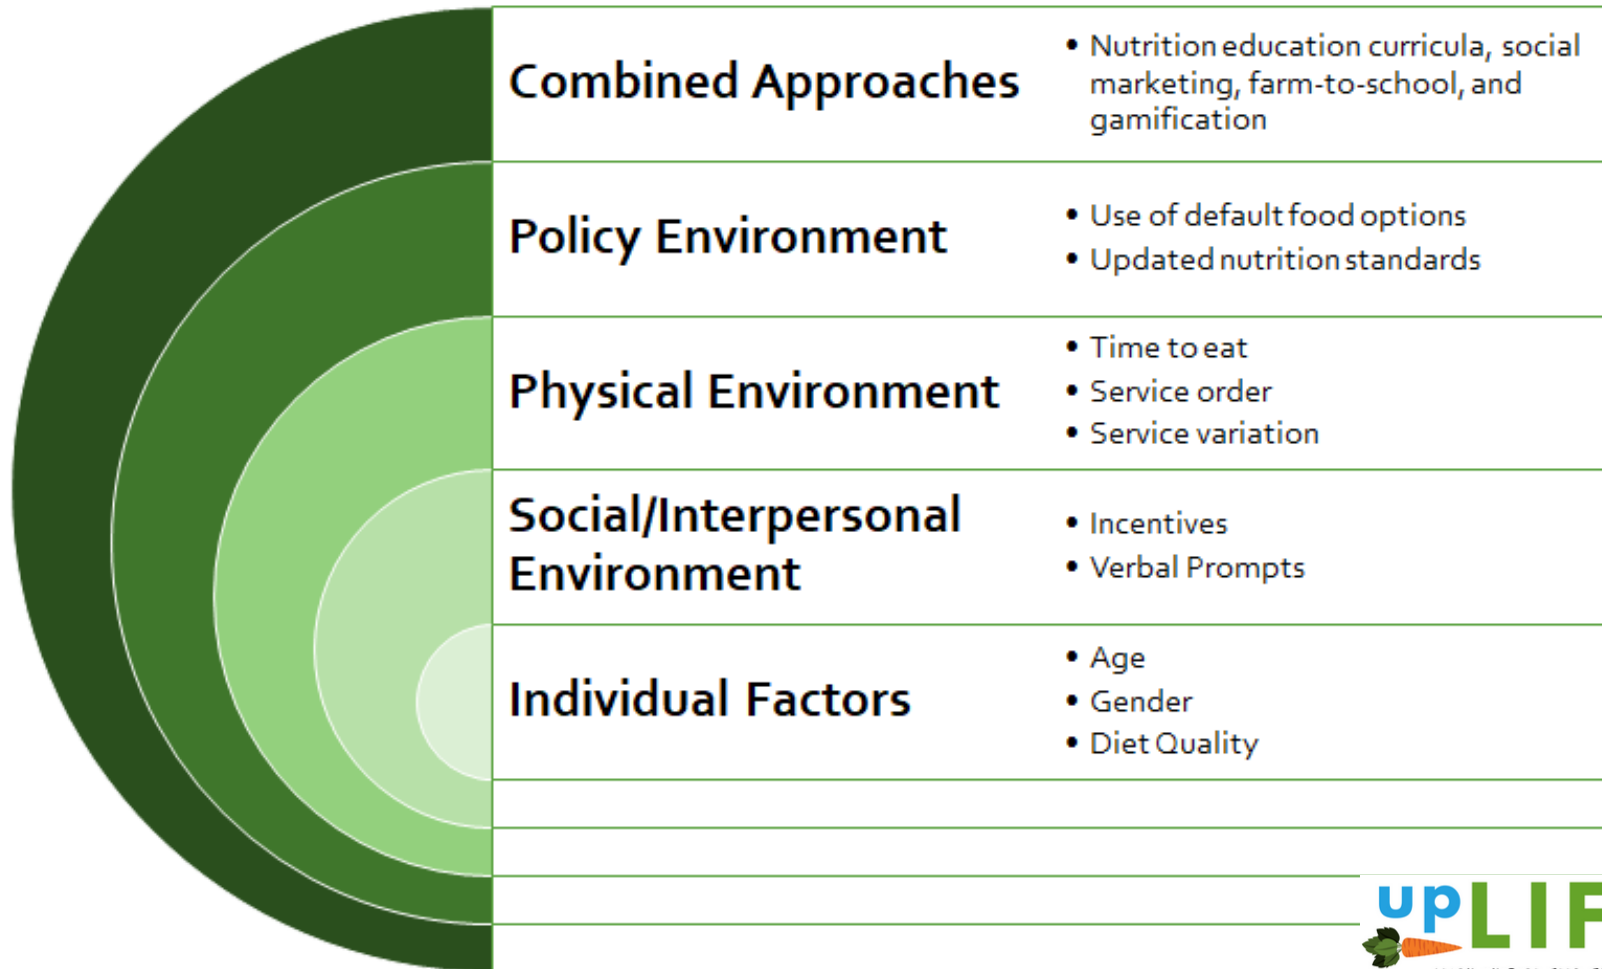 Combined Approaches
• Nutrition education curricula, social
marketing, farm-to-school, and
gamification
Policy Environment
• Use of default food options
• Updated nutrition standards
Physical Environment
• Time to eat
• Service order
• Service variation
Social/Interpersonal
Environment
• Incentives
• Verbal Prompts
Individual Factors
• Age
• Gender
• Diet Quality
upLIF